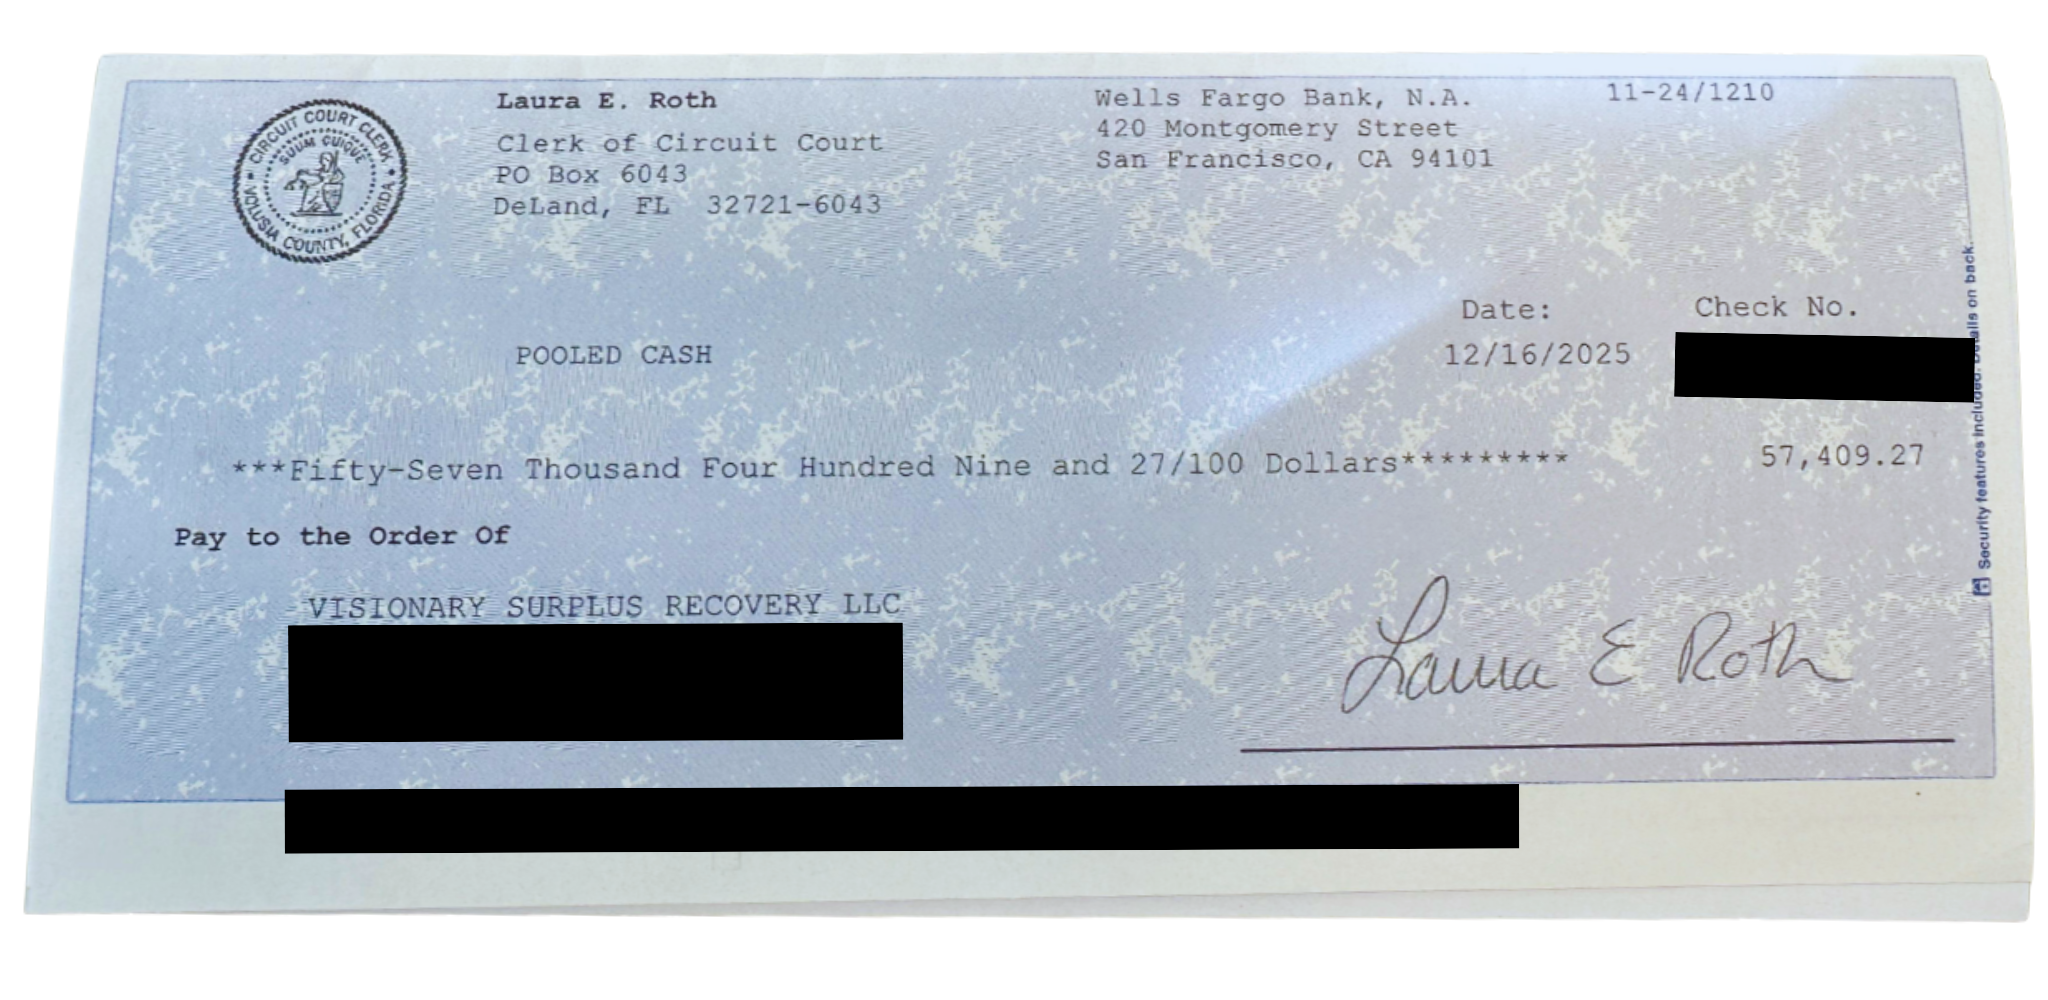 CIRCUIT COURT CLERK
SUUM CUIQUE
VOLUSIA COUNTY, FLORIDA
Laura E. Roth
Clerk of Circuit Court
PO Box 6043
DeLand, FL  32721-6043
Wells Fargo Bank, N.A.
420 Montgomery Street
San Francisco, CA 94101
11-24/1210
Date:
Check No.
POOLED CASH
12/16/2025
***Fifty-Seven Thousand Four Hundred Nine and 27/100 Dollars*********
57,409.27
Pay to the Order Of
VISIONARY SURPLUS RECOVERY LLC
Laura E Roth
Security features included. Details on back.